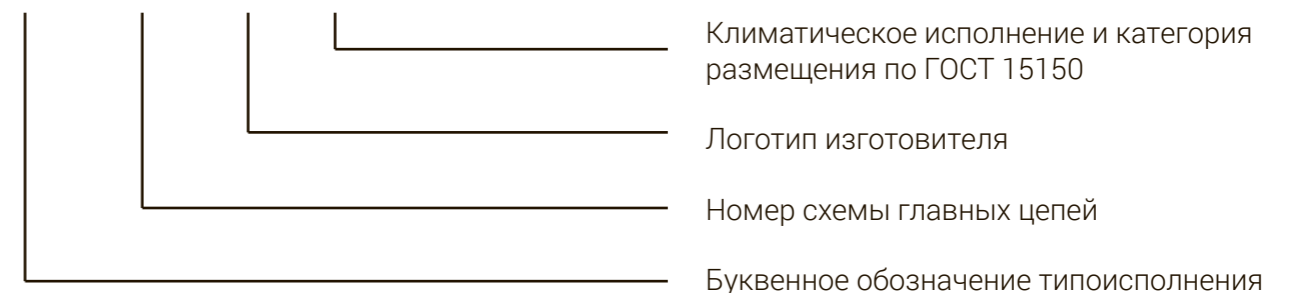 Климатическое исполнение и категория
размещения по ГОСТ 15150
Логотип изготовителя
Номер схемы главных цепей
Буквенное обозначение типоисполнения